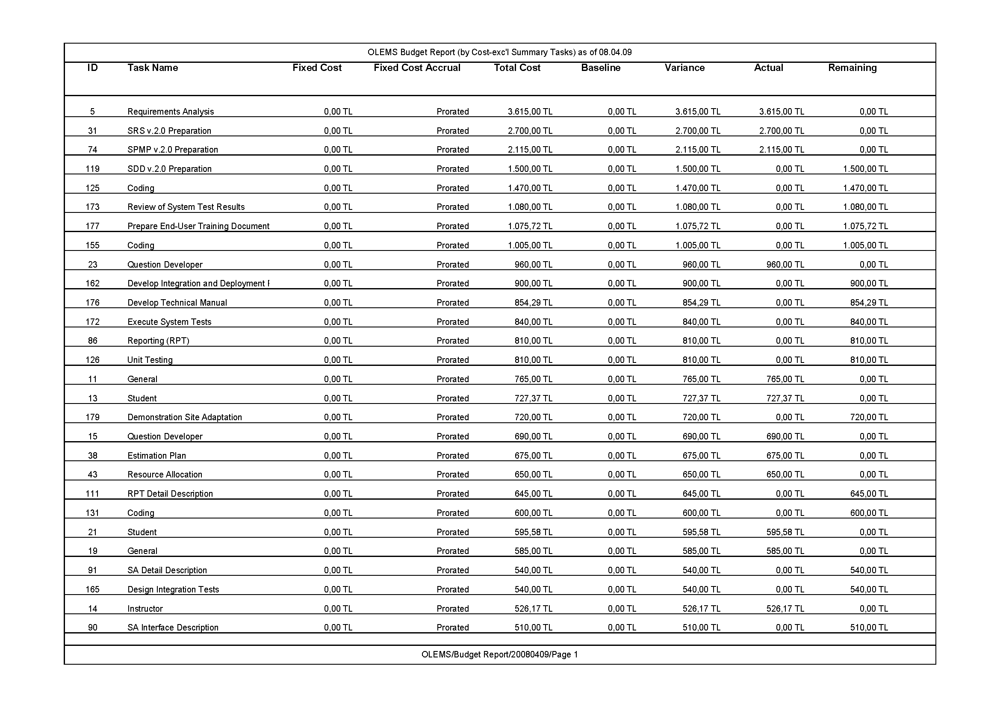 OLEMS Budget Report (by Cost-exc'l Summary Tasks) as of 08.04.09
ID Task Name Fixed Cost Fixed Cost Accrual Total Cost Baseline Variance Actual Remaining
5 Requirements Analysis 0,00 TL Prorated 3.615,00 TL 0,00 TL 3.615,00 TL 3.615,00 TL 0,00 TL
31 SRS v.2.0 Preparation 0,00 TL Prorated 2.700,00 TL 0,00 TL 2.700,00 TL 2.700,00 TL 0,00 TL
74 SPMP v.2.0 Preparation 0,00 TL Prorated 2.115,00 TL 0,00 TL 2.115,00 TL 2.115,00 TL 0,00 TL
119 SDD v.2.0 Preparation 0,00 TL Prorated 1.500,00 TL 0,00 TL 1.500,00 TL 0,00 TL 1.500,00 TL
125 Coding 0,00 TL Prorated 1.470,00 TL 0,00 TL 1.470,00 TL 0,00 TL 1.470,00 TL
173 Review of System Test Results 0,00 TL Prorated 1.080,00 TL 0,00 TL 1.080,00 TL 0,00 TL 1.080,00 TL
177 Prepare End-User Training Document 0,00 TL Prorated 1.075,72 TL 0,00 TL 1.075,72 TL 0,00 TL 1.075,72 TL
155 Coding 0,00 TL Prorated 1.005,00 TL 0,00 TL 1.005,00 TL 0,00 TL 1.005,00 TL
23 Question Developer 0,00 TL Prorated 960,00 TL 0,00 TL 960,00 TL 960,00 TL 0,00 TL
162 Develop Integration and Deployment 0,00 TL Prorated 900,00 TL 0,00 TL 900,00 TL 0,00 TL 900,00 TL
176 Develop Technical Manual 0,00 TL Prorated 854,29 TL 0,00 TL 854,29 TL 0,00 TL 854,29 TL
172 Execute System Tests 0,00 TL Prorated 840,00 TL 0,00 TL 840,00 TL 0,00 TL 840,00 TL
86 Reporting (RPT) 0,00 TL Prorated 810,00 TL 0,00 TL 810,00 TL 0,00 TL 810,00 TL
126 Unit Testing 0,00 TL Prorated 810,00 TL 0,00 TL 810,00 TL 0,00 TL 810,00 TL
11 General 0,00 TL Prorated 765,00 TL 0,00 TL 765,00 TL 765,00 TL 0,00 TL
13 Student 0,00 TL Prorated 727,37 TL 0,00 TL 727,37 TL 727,37 TL 0,00 TL
179 Demonstration Site Adaptation 0,00 TL Prorated 720,00 TL 0,00 TL 720,00 TL 0,00 TL 720,00 TL
15 Question Developer 0,00 TL Prorated 690,00 TL 0,00 TL 690,00 TL 690,00 TL 0,00 TL
38 Estimation Plan 0,00 TL Prorated 675,00 TL 0,00 TL 675,00 TL 675,00 TL 0,00 TL
43 Resource Allocation 0,00 TL Prorated 650,00 TL 0,00 TL 650,00 TL 650,00 TL 0,00 TL
111 RPT Detail Description 0,00 TL Prorated 645,00 TL 0,00 TL 645,00 TL 0,00 TL 645,00 TL
131 Coding 0,00 TL Prorated 600,00 TL 0,00 TL 600,00 TL 0,00 TL 600,00 TL
21 Student 0,00 TL Prorated 595,58 TL 0,00 TL 595,58 TL 595,58 TL 0,00 TL
19 General 0,00 TL Prorated 585,00 TL 0,00 TL 585,00 TL 585,00 TL 0,00 TL
91 SA Detail Description 0,00 TL Prorated 540,00 TL 0,00 TL 540,00 TL 0,00 TL 540,00 TL
165 Design Integration Tests 0,00 TL Prorated 540,00 TL 0,00 TL 540,00 TL 0,00 TL 540,00 TL
14 Instructor 0,00 TL Prorated 526,17 TL 0,00 TL 526,17 TL 526,17 TL 0,00 TL
90 SA Interface Description 0,00 TL Prorated 510,00 TL 0,00 TL 510,00 TL 0,00 TL 510,00 TL
OLEMS/Budget Report/20080409/Page 1